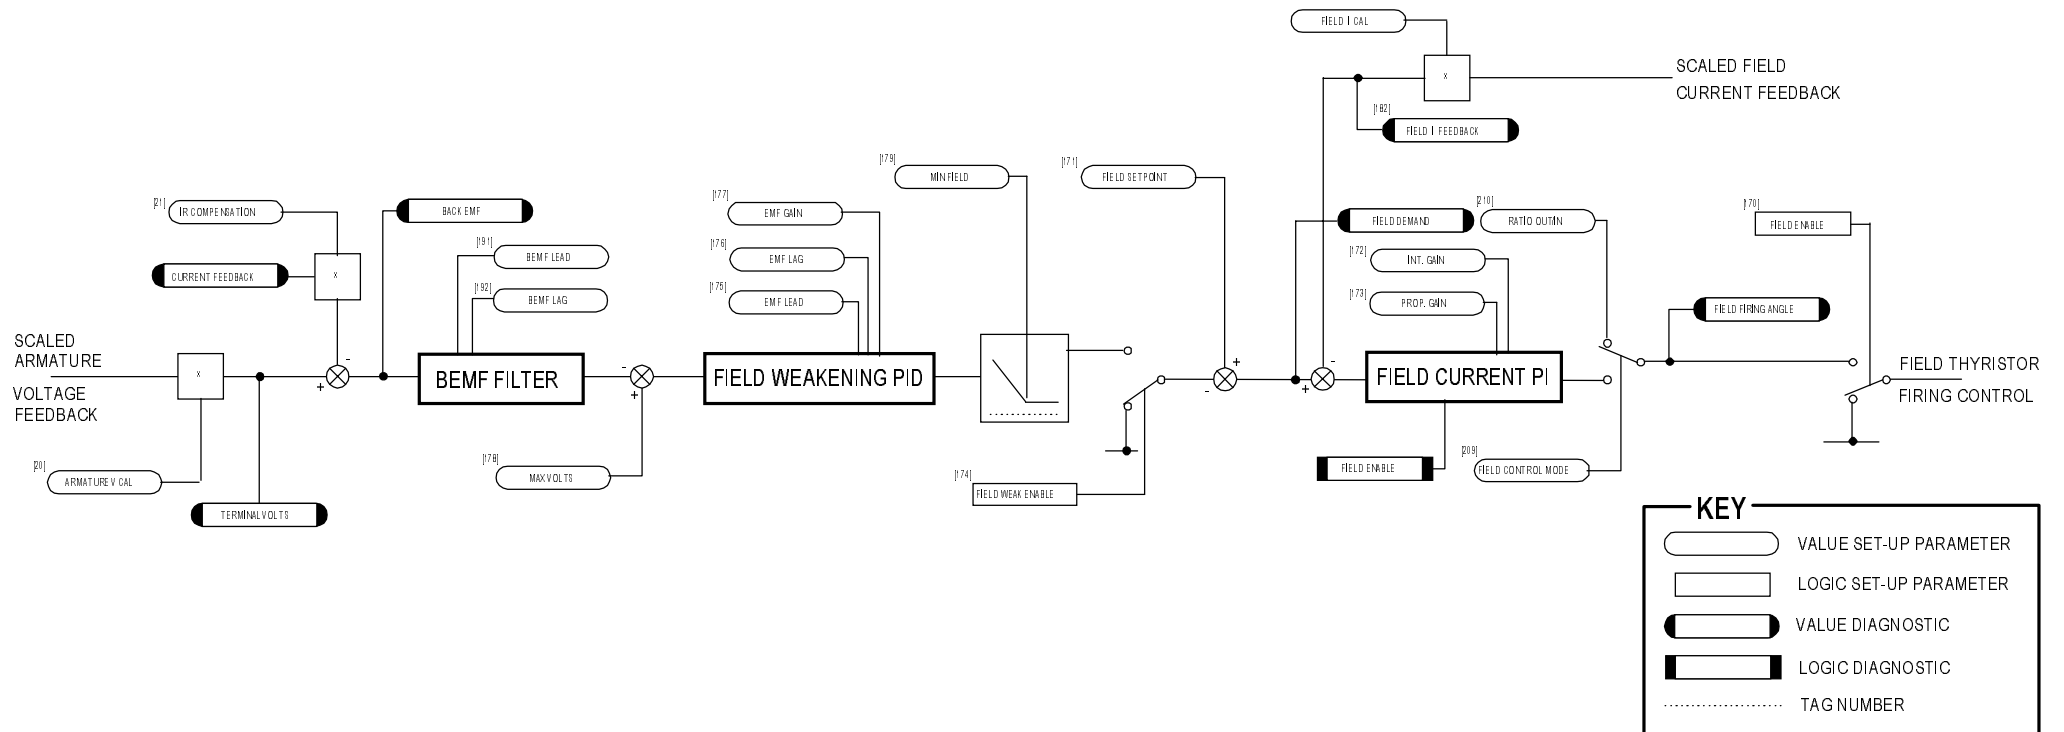 FIELD I CAL
x
SCALED FIELD
CURRENT FEEDBACK
[182]
FIELD I FEEDBACK
[179]
MIN FIELD
[171]
FIELD SETPOINT
[21]
IR COMPENSATION
BACK EMF
[177]
EMF GAIN
FIELD DEMAND
[210]
RATIO OUT/IN
[170]
FIELD ENABLE
[191]
BEMF LEAD
[176]
EMF LAG
[172]
INT. GAIN
CURRENT FEEDBACK
x
[192]
BEMF LAG
[175]
EMF LEAD
[173]
PROP. GAIN
FIELD FIRING ANGLE
SCALED
ARMATURE
VOLTAGE
FEEDBACK
x
-
+
BEMF FILTER
-
+
FIELD WEAKENING PID
+
-
-
+
FIELD CURRENT PI
FIELD THYRISTOR
FIRING CONTROL
[20]
ARMATURE V CAL
TERMINAL VOLTS
[178]
MAX VOLTS
[174]
FIELD WEAK ENABLE
FIELD ENABLE
[209]
FIELD CONTROL MODE
KEY
VALUE SET-UP PARAMETER
LOGIC SET-UP PARAMETER
VALUE DIAGNOSTIC
LOGIC DIAGNOSTIC
TAG NUMBER